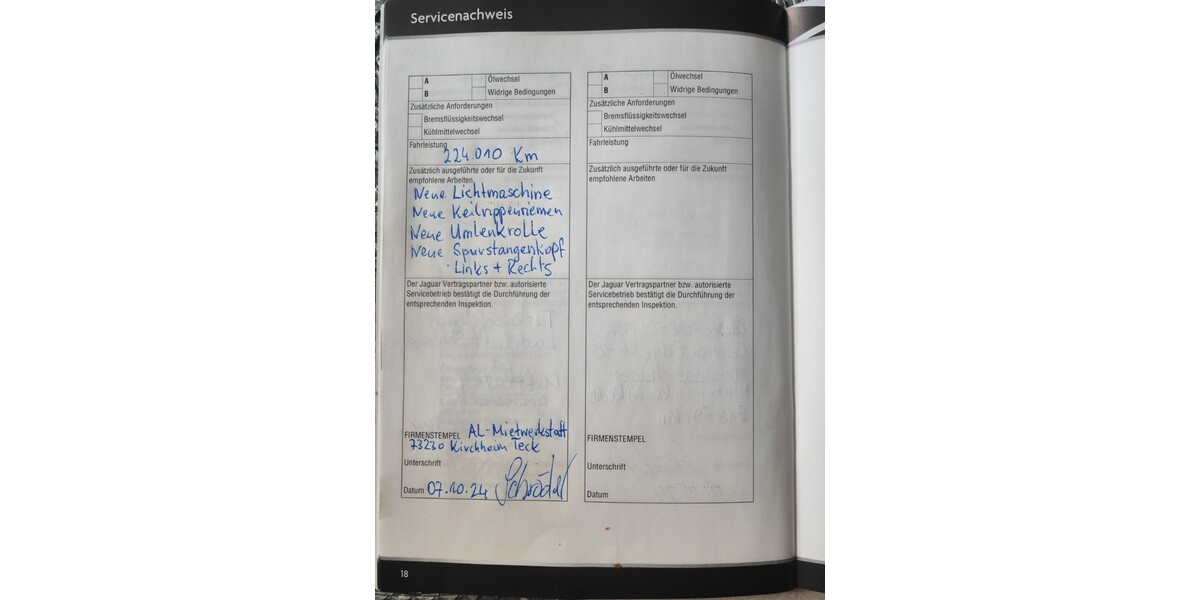 Servicenachweis
A Ölwechsel
B Widrige Bedingungen
Zusätzliche Anforderungen
Bremsflüssigkeitswechsel
Kühlmittelwechsel
Fahrleistung
224.010 Km
Zusätzlich ausgeführte oder für die Zukunft
empfohlene Arbeiten
Neue Lichtmaschine
Neue Keilrippenriemen
Neue Umlenkrolle
Neue Spurstangenkopf
- Links + Rechts
Der Jaguar Vertragspartner bzw. autorisierte
Servicebetrieb bestätigt die Durchführung der
entsprechenden Inspektion.
FIRMENSTEMPEL AL-Mietwerkstatt
73230 Kirchheim Teck
Unterschrift
Datum 07.10.24 Schröder
A Ölwechsel
B Widrige Bedingungen
Zusätzliche Anforderungen
Bremsflüssigkeitswechsel
Kühlmittelwechsel
Fahrleistung
Zusätzlich ausgeführte oder für die Zukunft
empfohlene Arbeiten
Der Jaguar Vertragspartner bzw. autorisierte
Servicebetrieb bestätigt die Durchführung der
entsprechenden Inspektion.
FIRMENSTEMPEL
Unterschrift
Datum
18